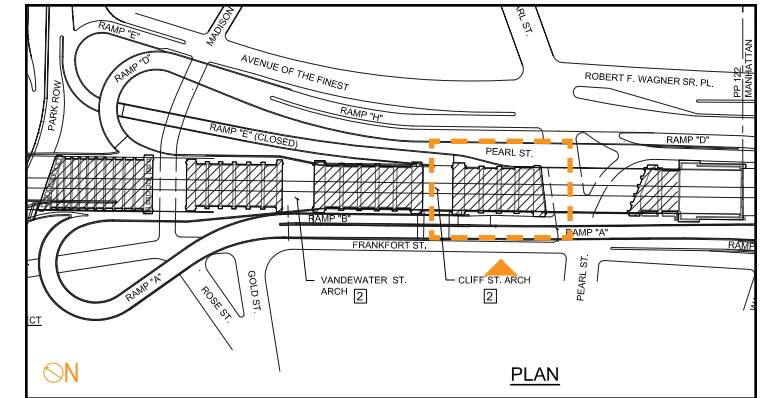 RAMP "E"
MADISON
PEARL ST.
RAMP "D"
AVENUE OF THE FINEST
ROBERT F. WAGNER SR. PL.
PP 122
MANHATTAN
PARK ROW
RAMP "H"
RAMP "E" (CLOSED)
RAMP "D"
PEARL ST.
RAMP "B"
RAMP "A"
FRANKFORT ST.
RAMP
RAMP "A"
ROSE ST.
GOLD ST.
VANDEWATER ST.
ARCH
2
CLIFF ST. ARCH
2
PEARL ST.
N
PLAN